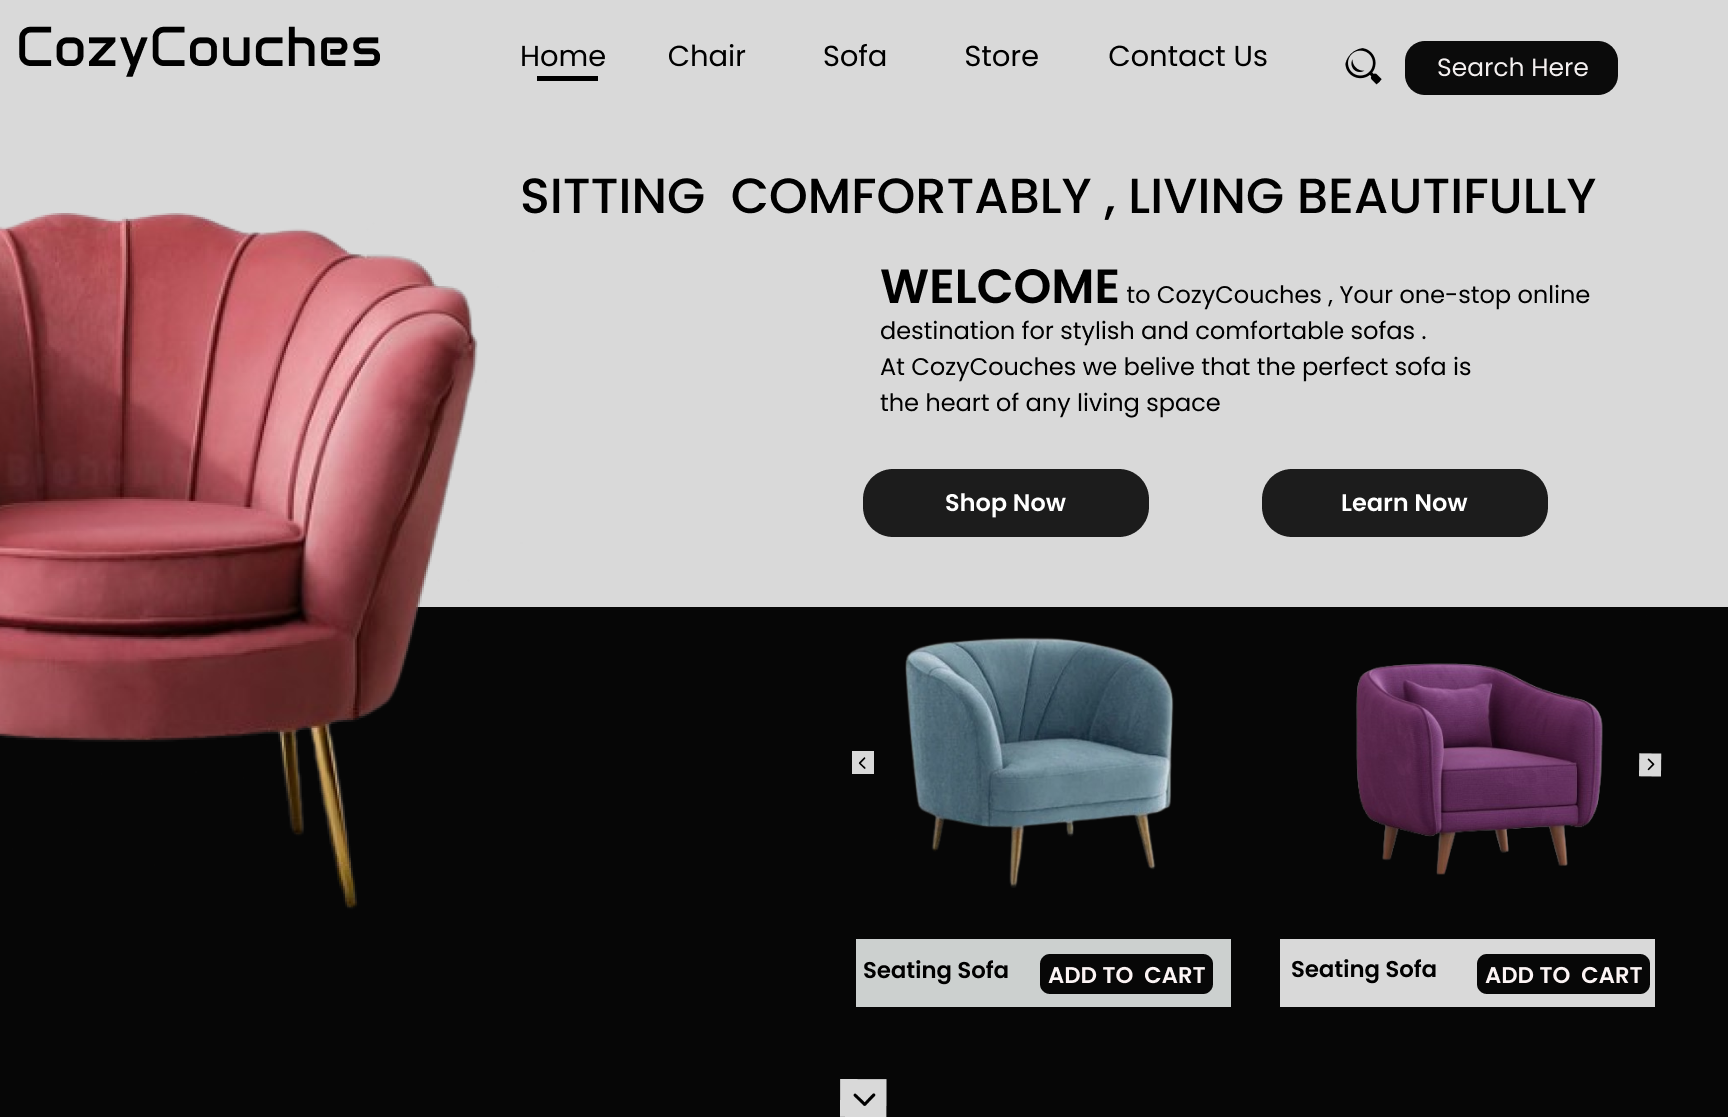 CozyCouches
Home Chair Sofa Store Contact Us Search Here
SITTING COMFORTABLY , LIVING BEAUTIFULLY
WELCOME to CozyCouches , Your one-stop online
destination for stylish and comfortable sofas .
At CozyCouches we belive that the perfect sofa is
the heart of any living space
Shop Now Learn Now
Seating Sofa ADD TO CART Seating Sofa ADD TO CART